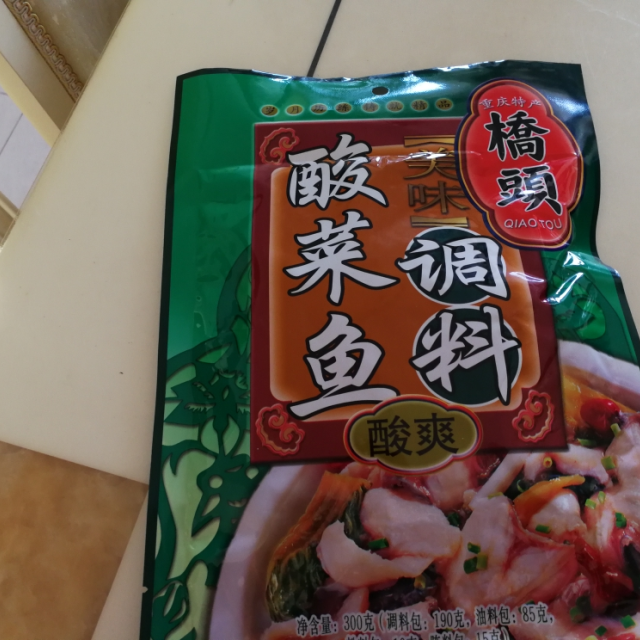 重庆特产
橋頭
QIAOTOU
美味
酸菜鱼
调料
酸爽
净含量：300克（调料包：190克，油料包：85克，